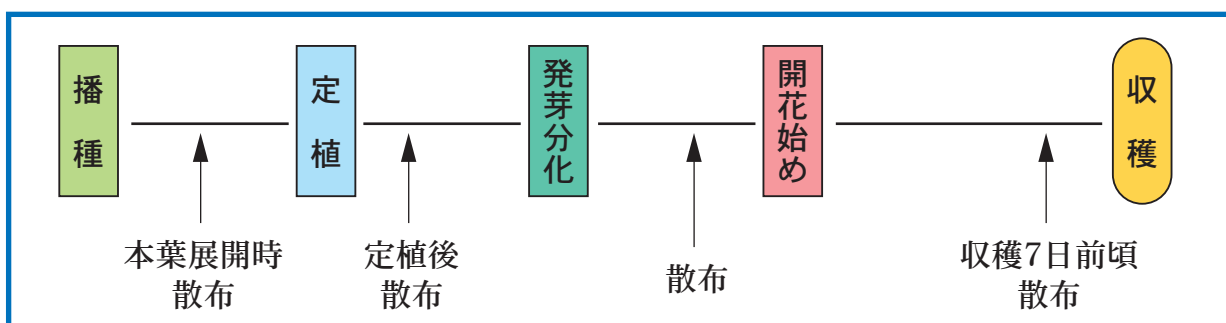 播種
定植
発芽分化
開花始め
収穫
本葉展開時
散布
定植後
散布
散布
収穫7日前頃
散布